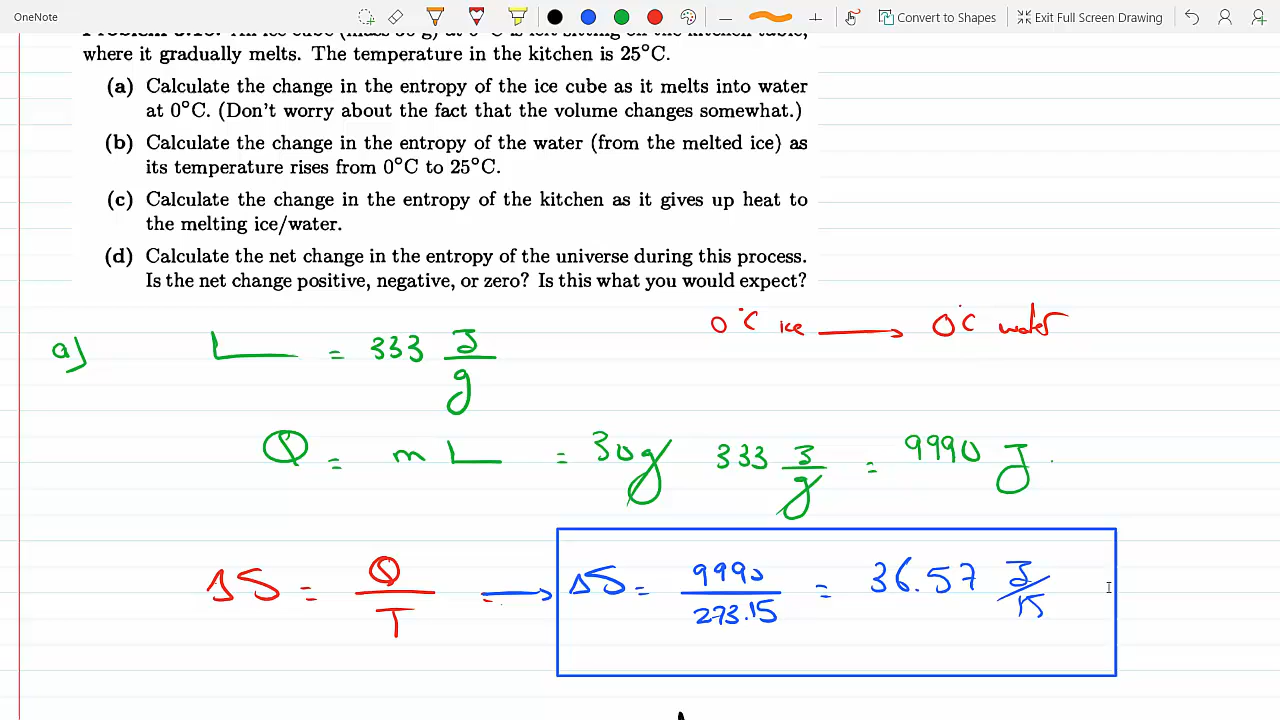 OneNote
Convert to Shapes Exit Full Screen Drawing
where it gradually melts. The temperature in the kitchen is 25°C.
(a) Calculate the change in the entropy of the ice cube as it melts into water
at 0°C. (Don't worry about the fact that the volume changes somewhat.)
(b) Calculate the change in the entropy of the water (from the melted ice) as
its temperature rises from 0°C to 25°C.
(c) Calculate the change in the entropy of the kitchen as it gives up heat to
the melting ice/water.
(d) Calculate the net change in the entropy of the universe during this process.
Is the net change positive, negative, or zero? Is this what you would expect?
0°C ice → 0°C water
a) L = 333 J/g
Q = m L = 30g 333 J/g = 9990 J
ΔS = Q/T = → ΔS = 9990/273.15 = 36.57 J/K